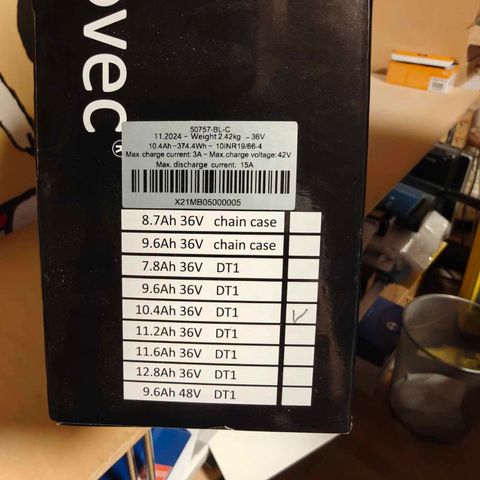 ovec®
50757-BL-C
11.2024 - Weight 2.42kg - 36V
10.4Ah-374.4Wh - 10INR19/66-4
Max. charge current: 3A - Max. charge voltage: 42V
Max. discharge current: 15A
X21MB05000005
8.7Ah 36V chain case
9.6Ah 36V chain case
7.8Ah 36V DT1
9.6Ah 36V DT1
10.4Ah 36V DT1 ✓
11.2Ah 36V DT1
11.6Ah 36V DT1
12.8Ah 36V DT1
9.6Ah 48V DT1